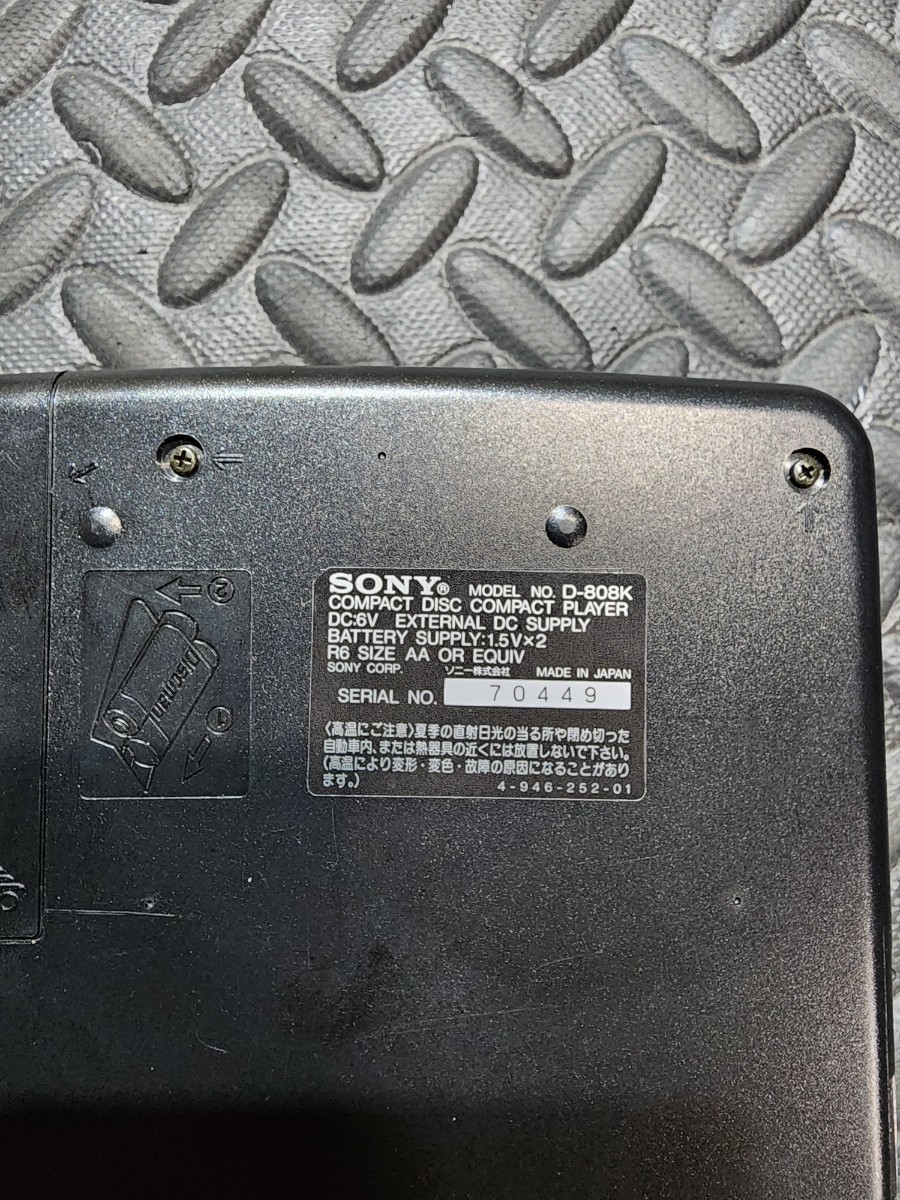 SONY® MODEL NO. D-808K
COMPACT DISC COMPACT PLAYER
DC:6V EXTERNAL DC SUPPLY
BATTERY SUPPLY:1.5V×2
R6 SIZE AA OR EQUIV
SONY CORP. ソニー株式会社 MADE IN JAPAN
SERIAL NO. 70449
〈高温にご注意〉夏季の直射日光の当る所や閉め切った
自動車内、または熱器具の近くには放置しないで下さい。
(高温により変形・変色・故障の原因になることがあり
ます。)
4-946-252-01
②
DISCMAN
①